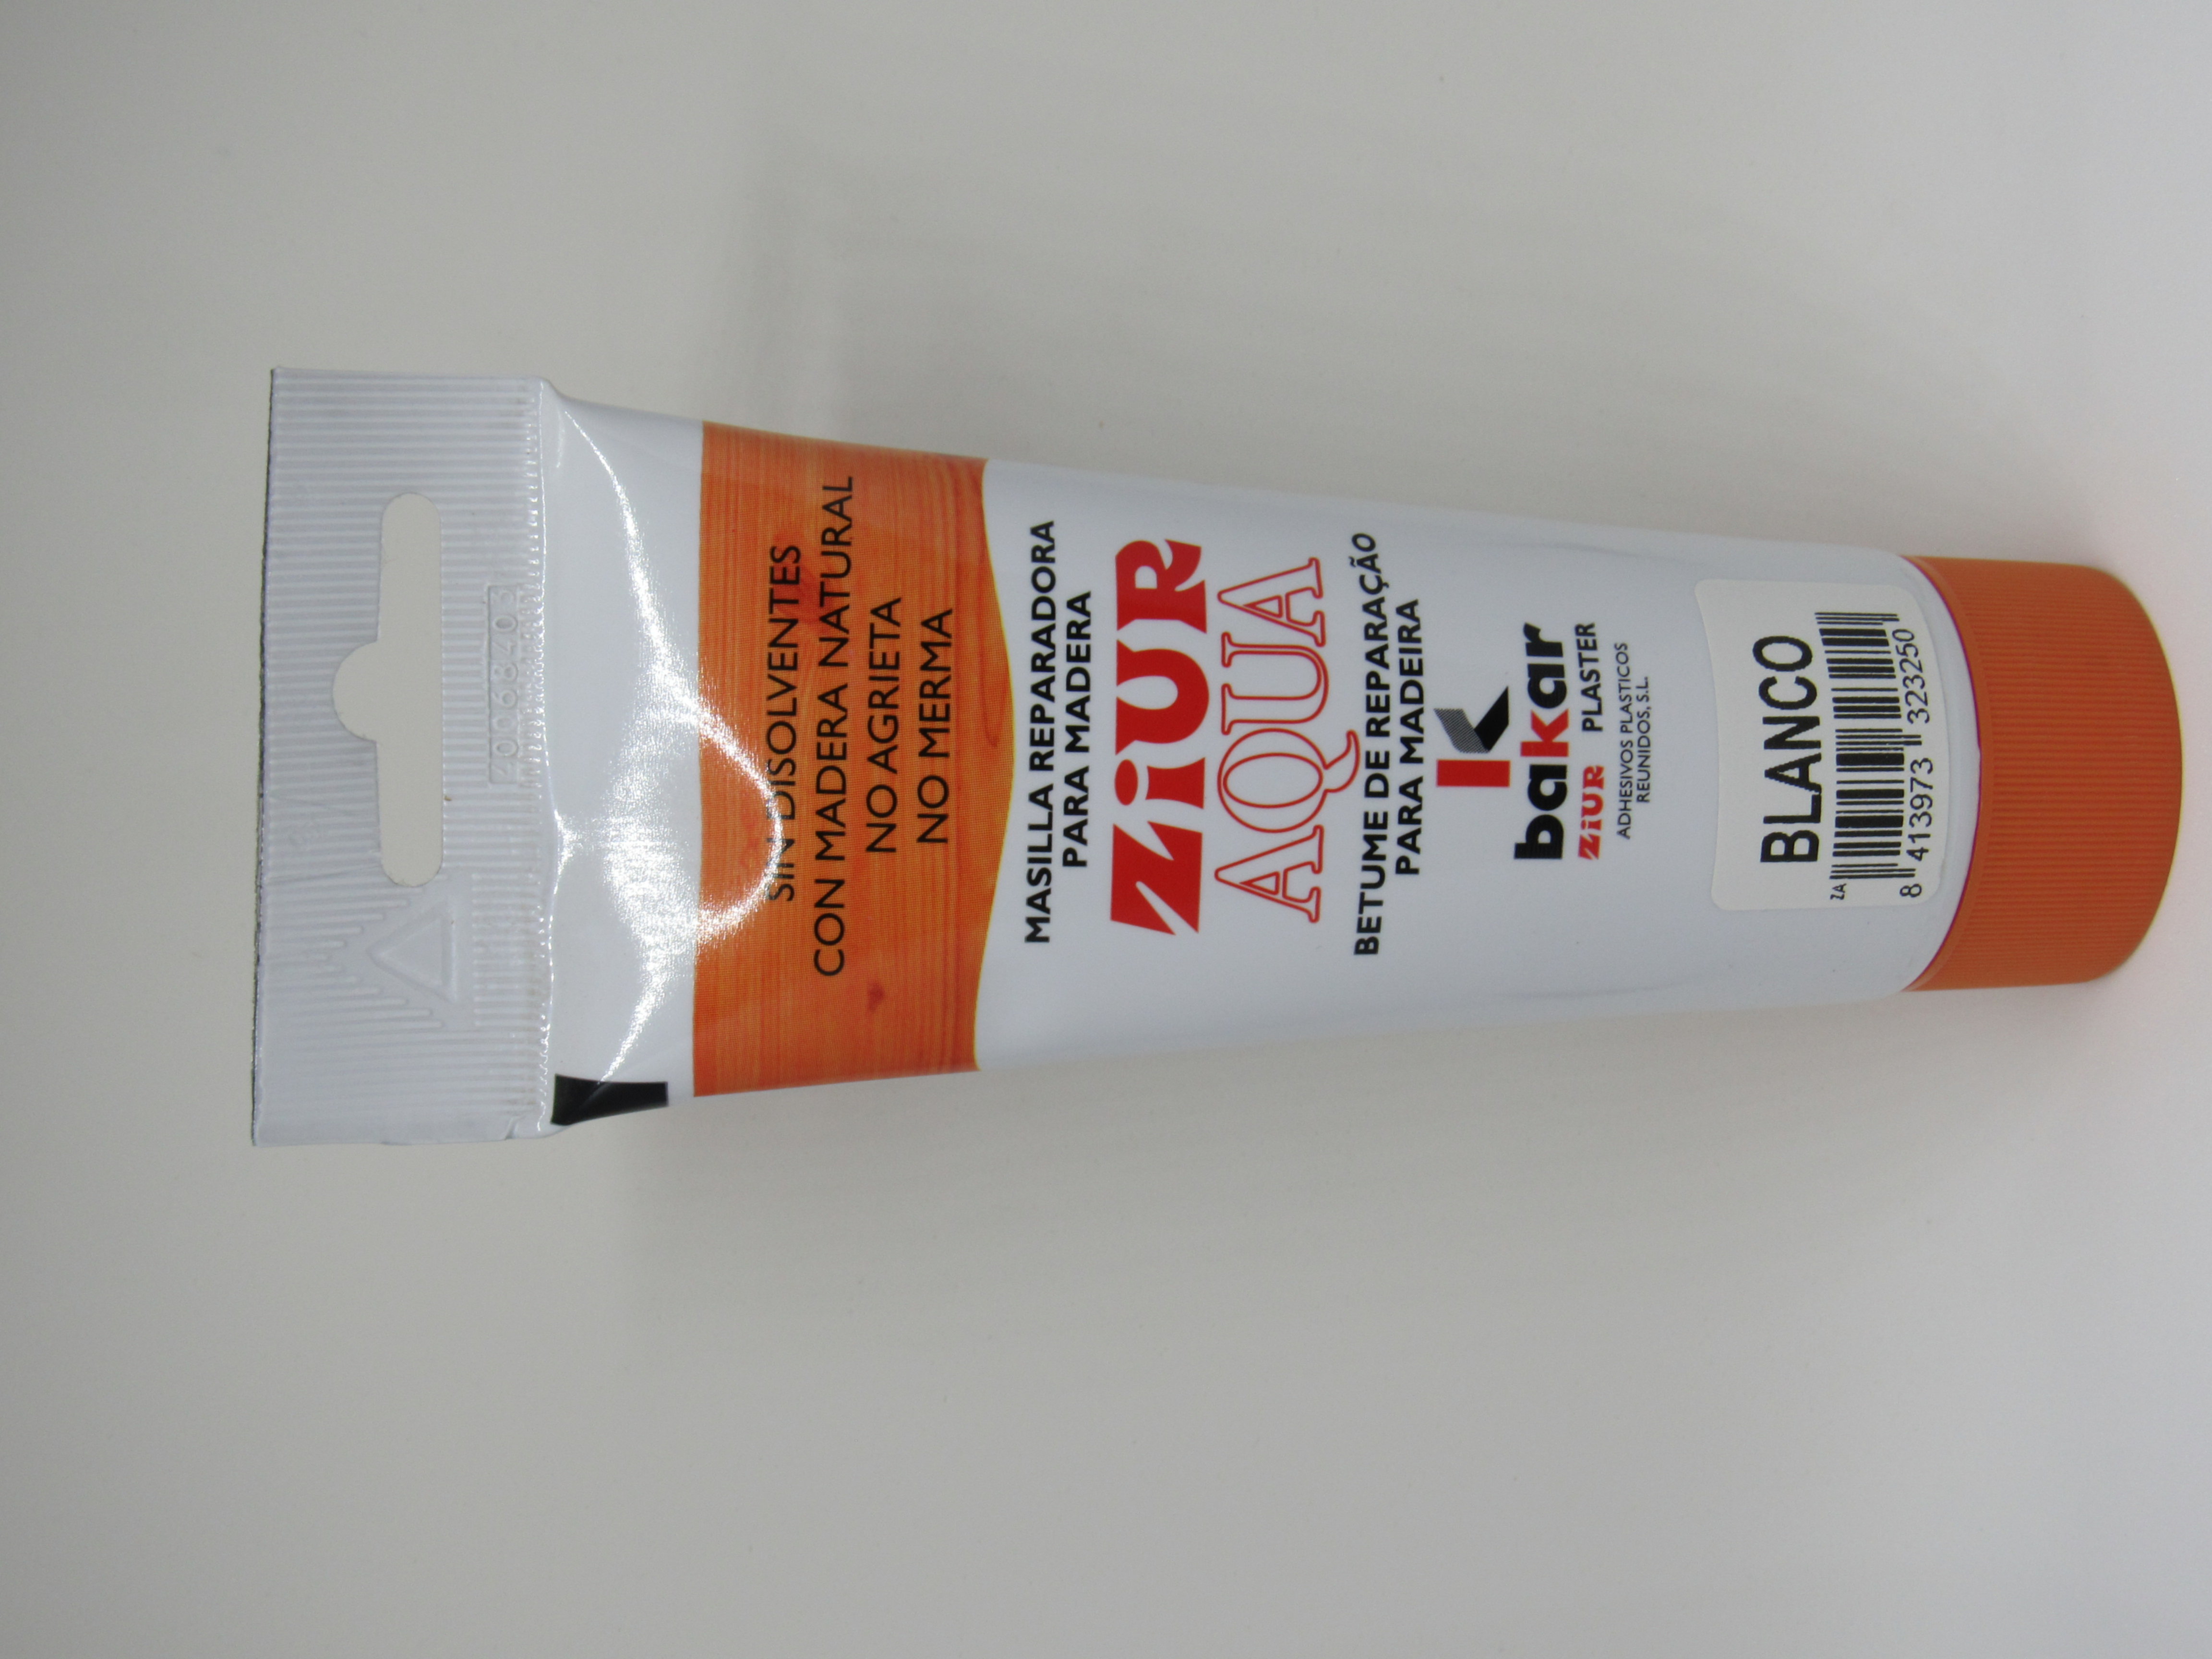 SIN DISOLVENTES
CON MADERA NATURAL
NO AGRIETA
NO MERMA
MASILLA REPARADORA
PARA MADERA
ZiUR
AQUA
BETUME DE REPARAÇÃO
PARA MADEIRA
bakar
ZiUR PLASTER
ADHESIVOS PLASTICOS
REUNIDOS, S.L.
BLANCO
ZA
8 413973 323250